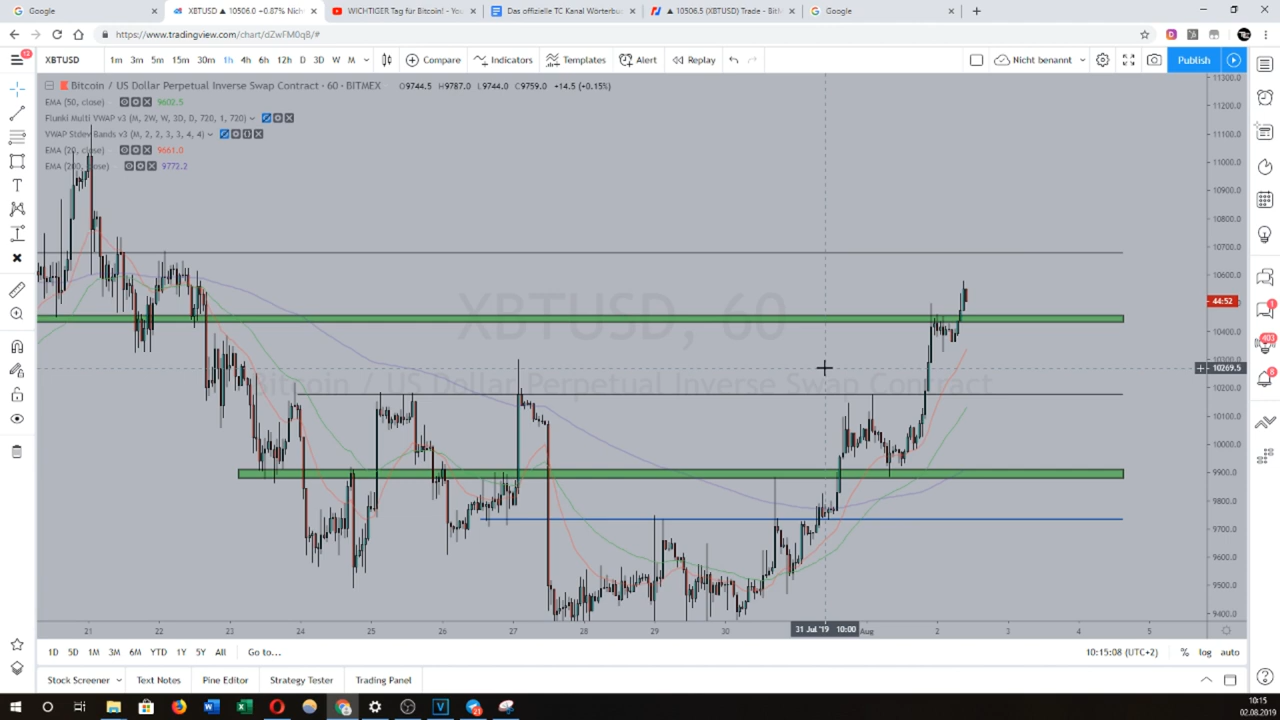 Google
XBTUSD ▲ 10506.0 +0.87% Nich
WICHTIGER Tag für Bitcoin! - You
Das offizielle TC Kanal Wörterbuc
▲ 10506.5 (XBTUSD) Trade - BitM
Google
https://www.tradingview.com/chart/dZwFM0q8/#
XBTUSD 1m 3m 5m 15m 30m 1h 4h 6h 12h D 3D W M Compare Indicators Templates Alert Replay Nicht benannt Publish
Bitcoin / US Dollar Perpetual Inverse Swap Contract · 60 · BITMEX O9744.5 H9787.0 L9744.0 C9759.0 +14.5 (+0.15%)
EMA (50, close) 9602.5
Flunki Multi VWAP v3 (M, 2W, W, 3D, D, 720, 1, 720)
VWAP Stdev Bands v3 (M, 2, 2, 3, 3, 4, 4)
EMA (20, close) 9661.0
EMA (200, close) 9772.2
XBTUSD, 60
Bitcoin / US Dollar Perpetual Inverse Swap Contract
11300.0
11200.0
11100.0
11000.0
10900.0
10800.0
10700.0
10600.0
44:52
10400.0
10300.0
10269.5
10200.0
10100.0
10000.0
9900.0
9800.0
9700.0
9600.0
9500.0
9400.0
21 22 23 24 25 26 27 28 29 30 31 Jul '19 10:00 Aug 2 3 4 5
1D 5D 1M 3M 6M YTD 1Y 5Y All Go to... 10:15:08 (UTC+2) % log auto
Stock Screener Text Notes Pine Editor Strategy Tester Trading Panel
10:15
02.08.2019